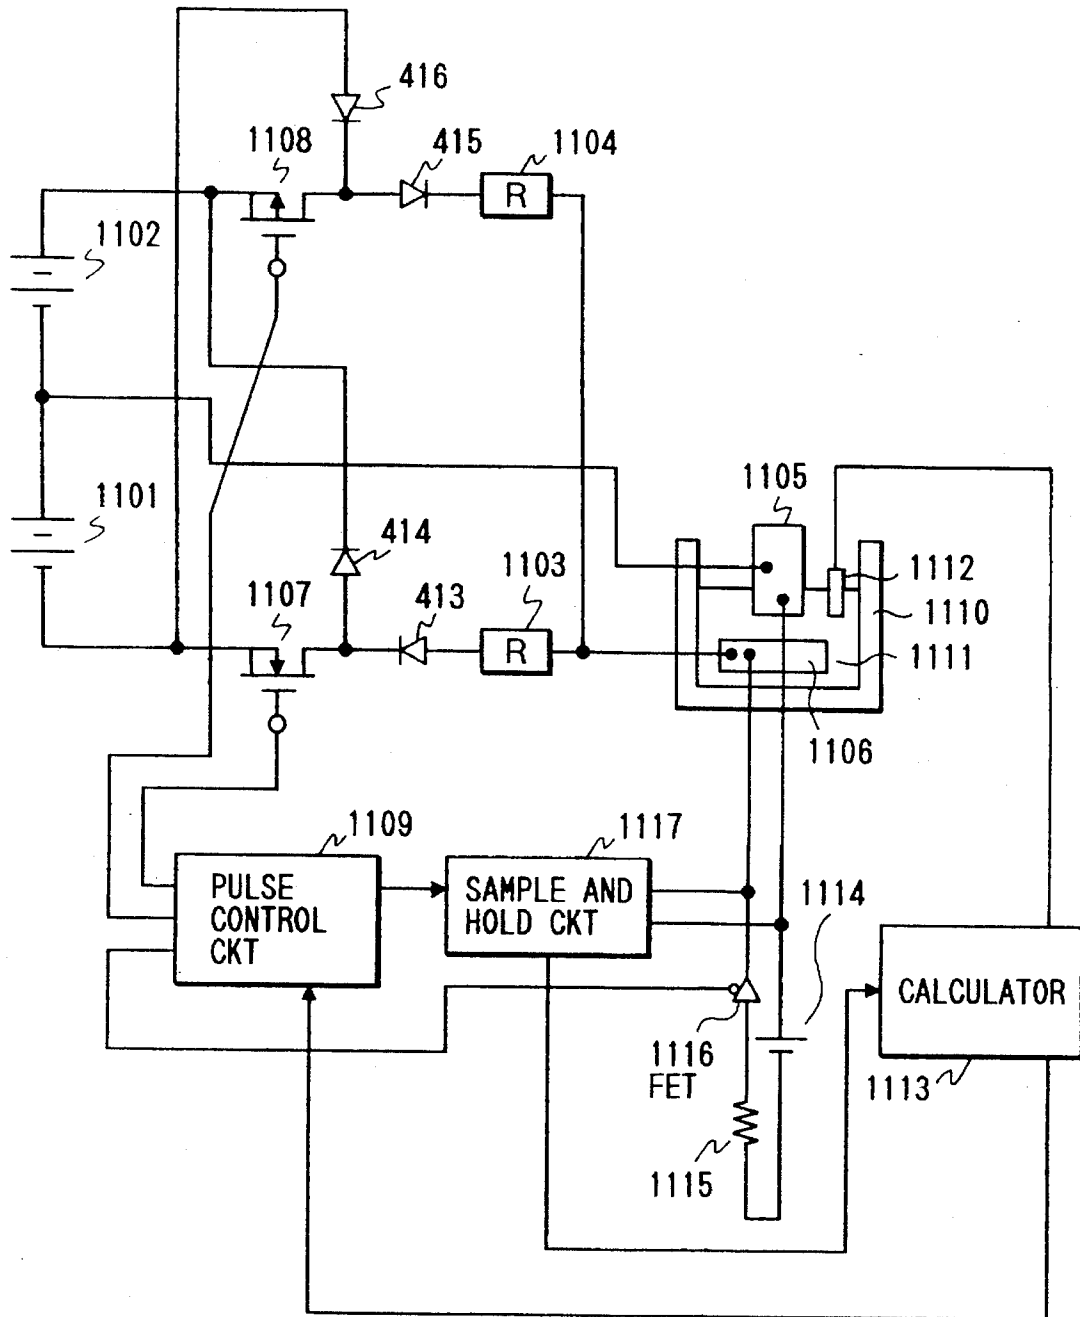 416
1108
415
1104
R
1102
1101
1105
414
1103
1112
1107
413
1110
R
1111
1106
1109
1117
PULSE
CONTROL
CKT
SAMPLE AND
HOLD CKT
1114
CALCULATOR
1116
FET
1113
1115